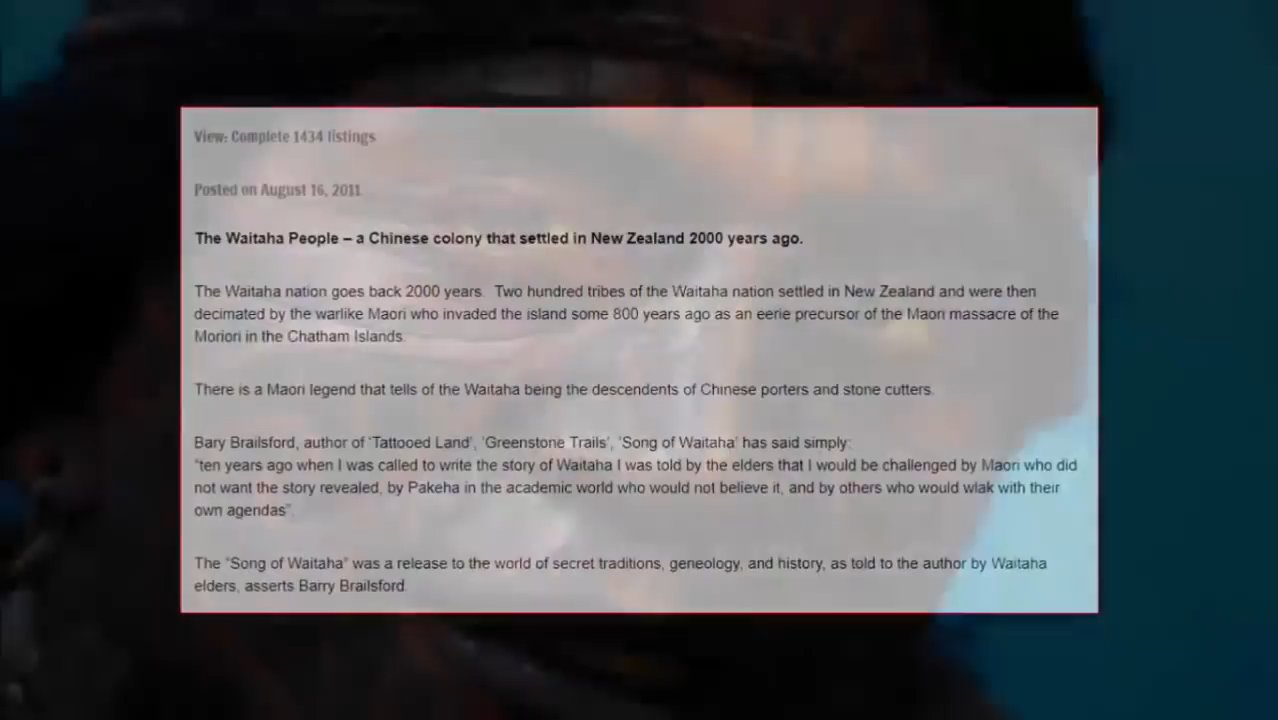 View: Complete 1434 listings
Posted on August 16, 2011
The Waitaha People – a Chinese colony that settled in New Zealand 2000 years ago.
The Waitaha nation goes back 2000 years. Two hundred tribes of the Waitaha nation settled in New Zealand and were then
decimated by the warlike Maori who invaded the island some 800 years ago as an eerie precursor of the Maori massacre of the
Moriori in the Chatham Islands.
There is a Maori legend that tells of the Waitaha being the descendents of Chinese porters and stone cutters.
Bary Brailsford, author of 'Tattooed Land', 'Greenstone Trails', 'Song of Waitaha' has said simply:
“ten years ago when I was called to write the story of Waitaha I was told by the elders that I would be challenged by Maori who did
not want the story revealed, by Pakeha in the academic world who would not believe it, and by others who would wlak with their
own agendas”.
The “Song of Waitaha” was a release to the world of secret traditions, geneology, and history, as told to the author by Waitaha
elders, asserts Barry Brailsford.